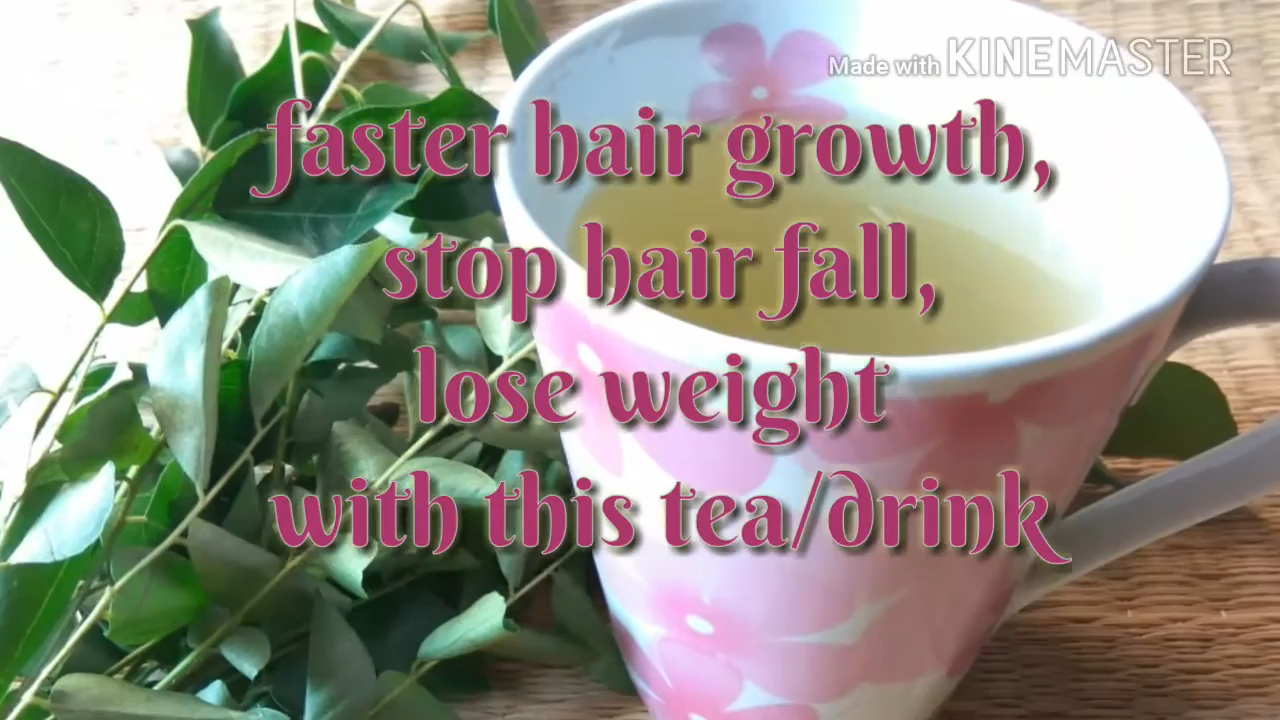 Made with KINEMASTER
faster hair growth,
stop hair fall,
lose weight
with this tea/drink